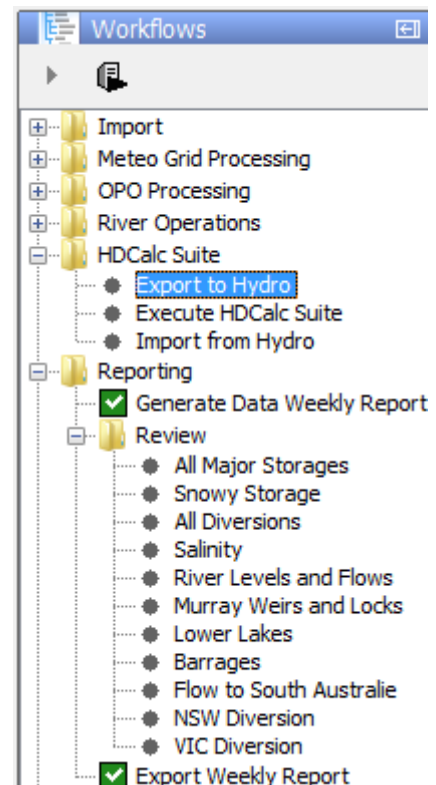 Workflows
Import
Meteo Grid Processing
OPO Processing
River Operations
HDCalc Suite
Export to Hydro
Execute HDCalc Suite
Import from Hydro
Reporting
Generate Data Weekly Report
Review
All Major Storages
Snowy Storage
All Diversions
Salinity
River Levels and Flows
Murray Weirs and Locks
Lower Lakes
Barrages
Flow to South Australie
NSW Diversion
VIC Diversion
Export Weekly Report